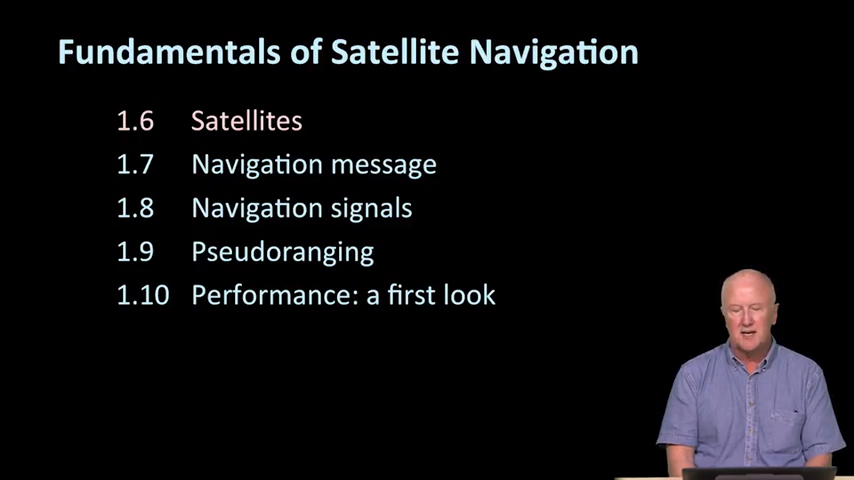 Fundamentals of Satellite Navigation
1.6 Satellites
1.7 Navigation message
1.8 Navigation signals
1.9 Pseudoranging
1.10 Performance: a first look